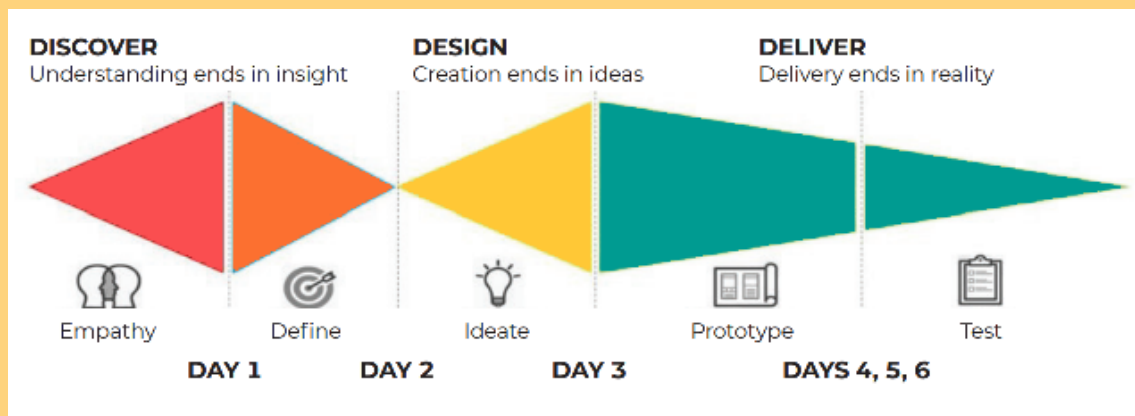 DISCOVER
Understanding ends in insight
DESIGN
Creation ends in ideas
DELIVER
Delivery ends in reality
Empathy
Define
Ideate
Prototype
Test
DAY 1
DAY 2
DAY 3
DAYS 4, 5, 6